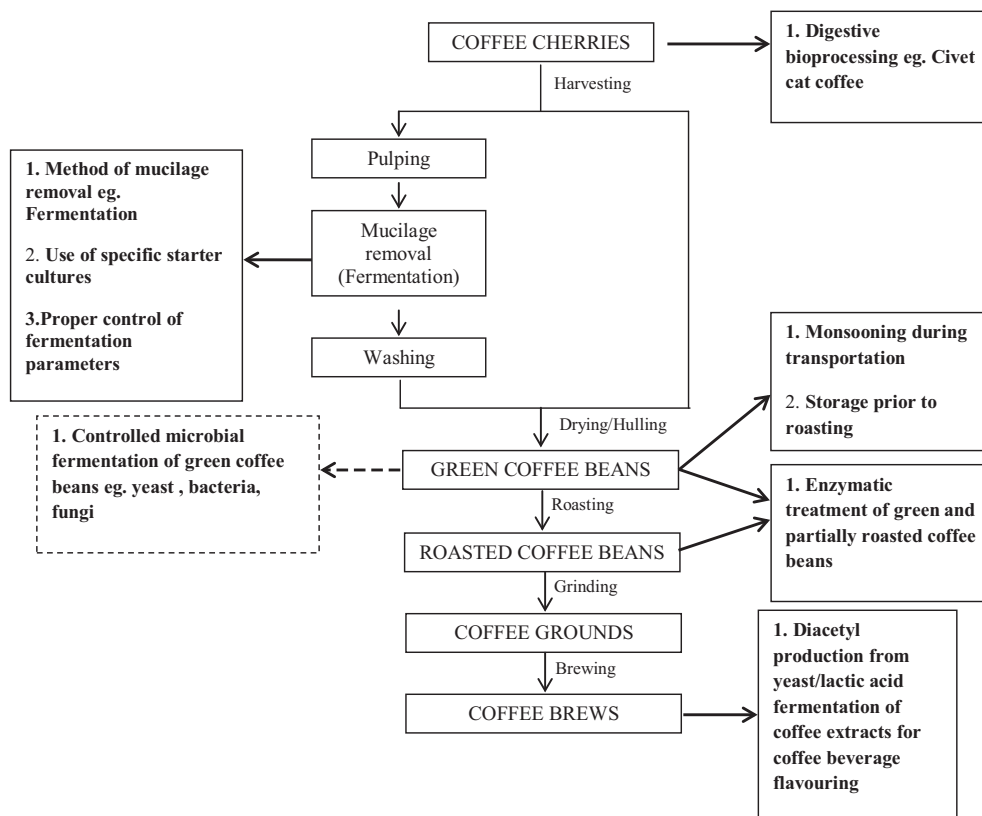 COFFEE CHERRIES
1. Digestive
bioprocessing eg. Civet
cat coffee
Harvesting
Pulping
1. Method of mucilage
removal eg.
Fermentation
2. Use of specific starter
cultures
3.Proper control of
fermentation
parameters
Mucilage
removal
(Fermentation)
Washing
1. Monsooning during
transportation
2. Storage prior to
roasting
Drying/Hulling
1. Controlled microbial
fermentation of green coffee
beans eg. yeast , bacteria,
fungi
GREEN COFFEE BEANS
Roasting
1. Enzymatic
treatment of green and
partially roasted coffee
beans
ROASTED COFFEE BEANS
Grinding
COFFEE GROUNDS
Brewing
COFFEE BREWS
1. Diacetyl
production from
yeast/lactic acid
fermentation of
coffee extracts for
coffee beverage
flavouring